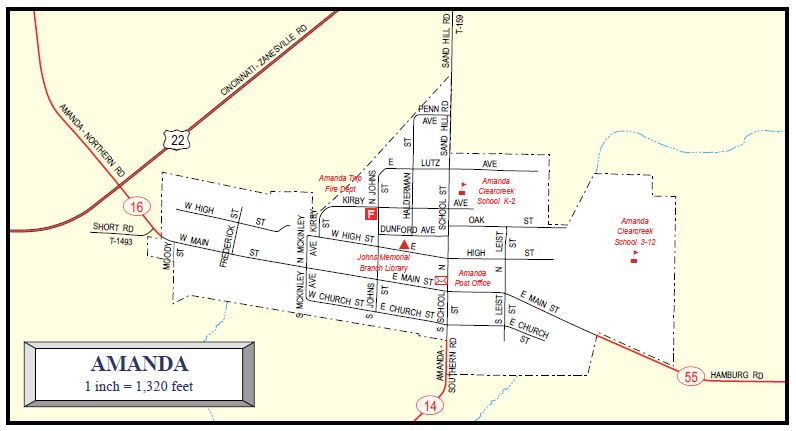 T-159
SAND HILL RD
CINCINNATI - ZANESVILLE RD
AMANDA - NORTHERN RD
22
PENN
AVE
SAND HILL RD
ST
E LUTZ AVE
Amanda Twp
Fire Dept
Amanda
Clearcreek
School K-2
16
N JOHNS
ST
HALDERMAN
KIRBY
AVE
SCHOOL ST
F
W HIGH ST
FREDERICK ST
KIRBY
ST
OAK ST
Amanda
Clearcreek
School 3-12
SHORT RD
T-1493
N MCKINLEY
AVE
DUNFORD AVE
W HIGH ST
E HIGH ST
LEIST
ST
N
W MAIN ST
MOODY
ST
Johns Memorial
Branch Library
N
Amanda
Post Office
E MAIN ST
S MCKINLEY
AVE
W CHURCH ST
S JOHNS
ST
E CHURCH ST
S SCHOOL ST
S LEIST
ST
E MAIN ST
E CHURCH
ST
AMANDA
1 inch = 1,320 feet
AMANDA -
SOUTHERN RD
55
HAMBURG RD
14